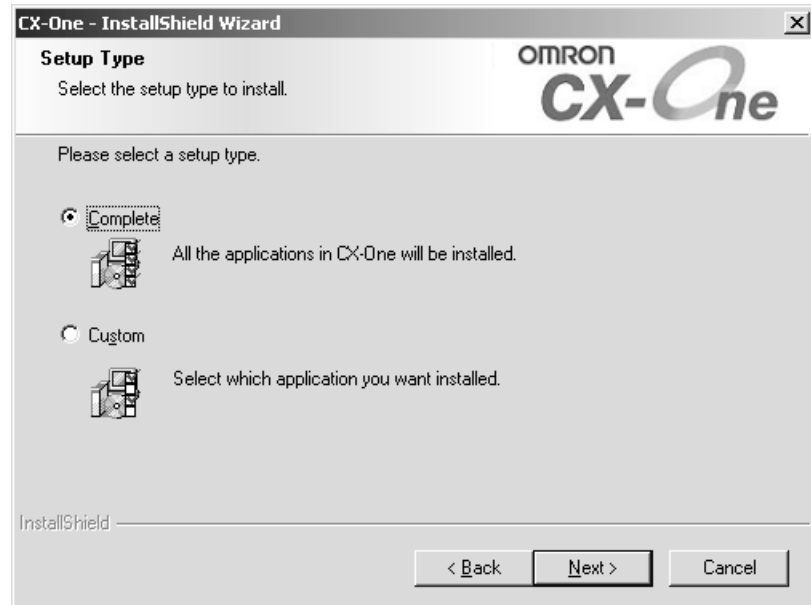 CX-One - InstallShield Wizard
Setup Type
Select the setup type to install.
OMRON
CX-One
Please select a setup type.
Complete
All the applications in CX-One will be installed.
Custom
Select which application you want installed.
InstallShield
< Back
Next >
Cancel